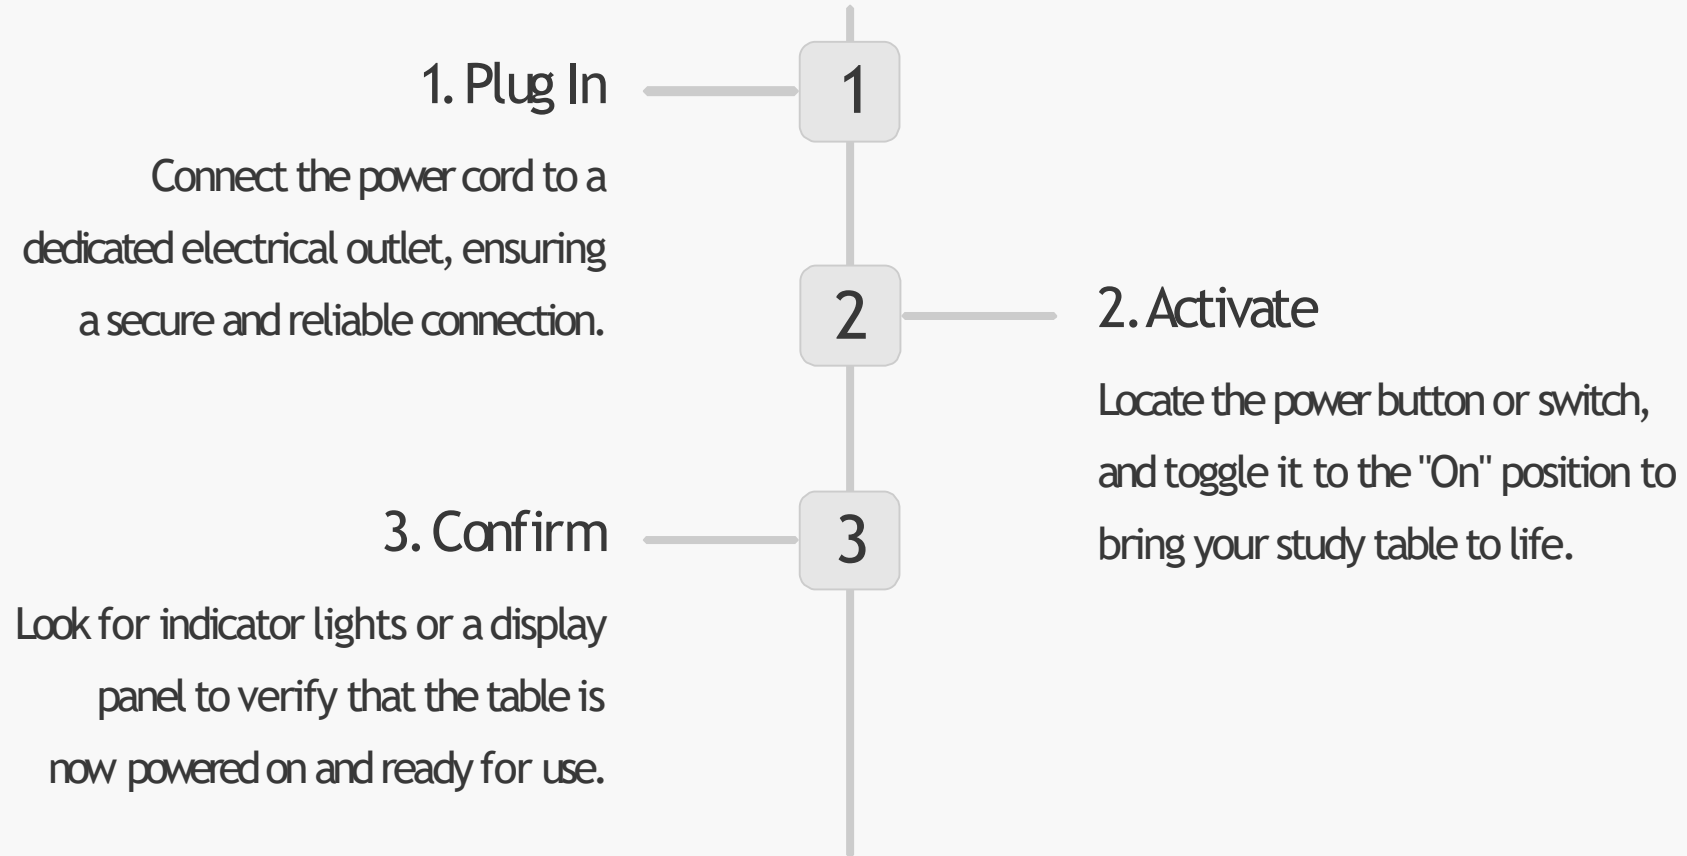 1. Plug In
1
Connect the power cord to a
dedicated electrical outlet, ensuring
a secure and reliable connection.
2
2. Activate
Locate the power button or switch,
and toggle it to the "On" position to
bring your study table to life.
3. Confirm
3
Look for indicator lights or a display
panel to verify that the table is
now powered on and ready for use.